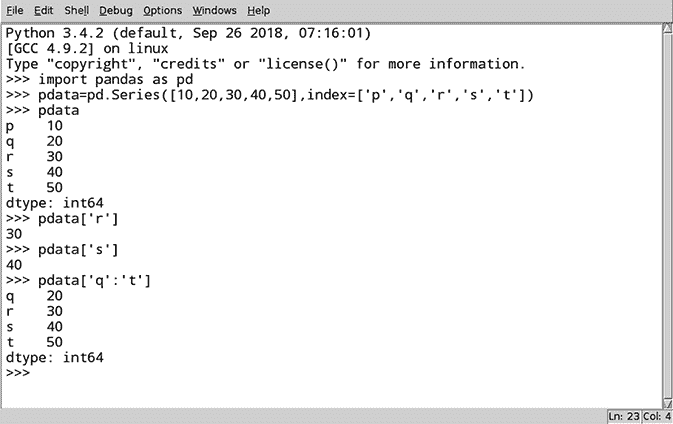 File Edit Shell Debug Options Windows Help
Python 3.4.2 (default, Sep 26 2018, 07:16:01)
[GCC 4.9.2] on linux
Type "copyright", "credits" or "license()" for more information.
>>> import pandas as pd
>>> pdata=pd.Series([10,20,30,40,50],index=['p','q','r','s','t'])
>>> pdata
p    10
q    20
r    30
s    40
t    50
dtype: int64
>>> pdata['r']
30
>>> pdata['s']
40
>>> pdata['q':'t']
q    20
r    30
s    40
t    50
dtype: int64
>>>
Ln: 23 Col: 4